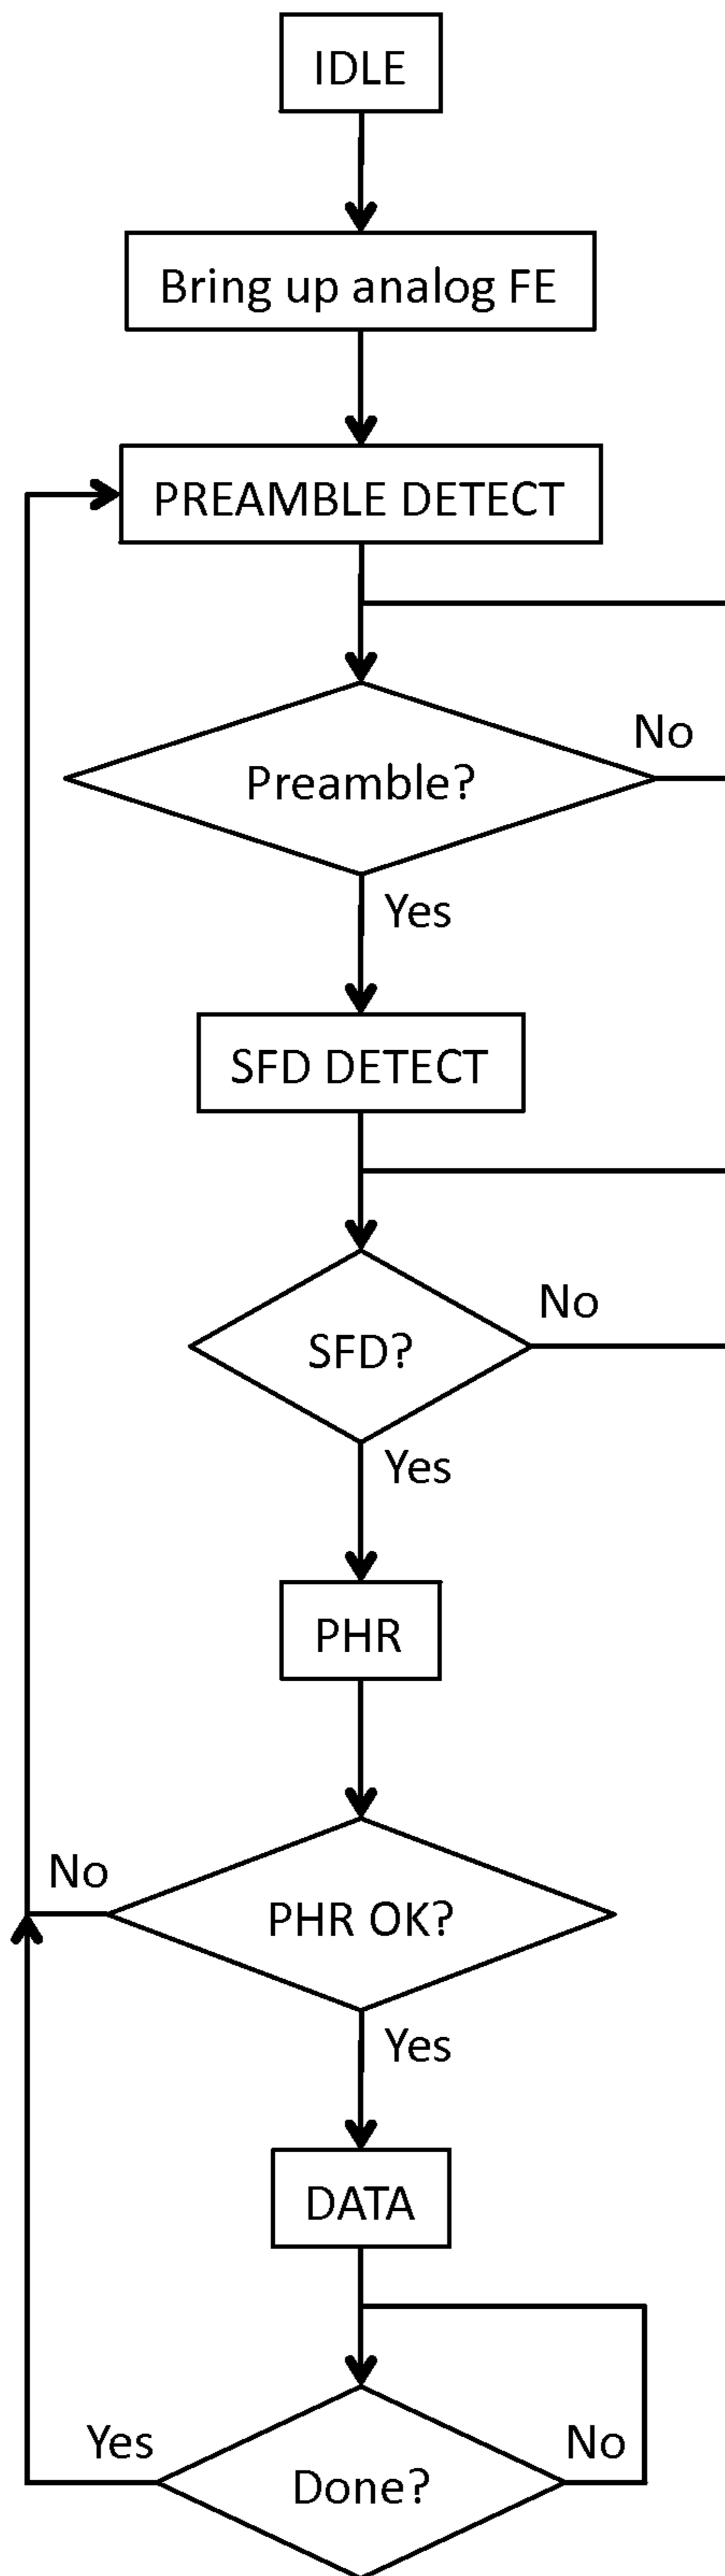 IDLE
Bring up analog FE
PREAMBLE DETECT
No
Preamble?
Yes
SFD DETECT
No
SFD?
Yes
PHR
No
PHR OK?
Yes
DATA
Yes
No
Done?